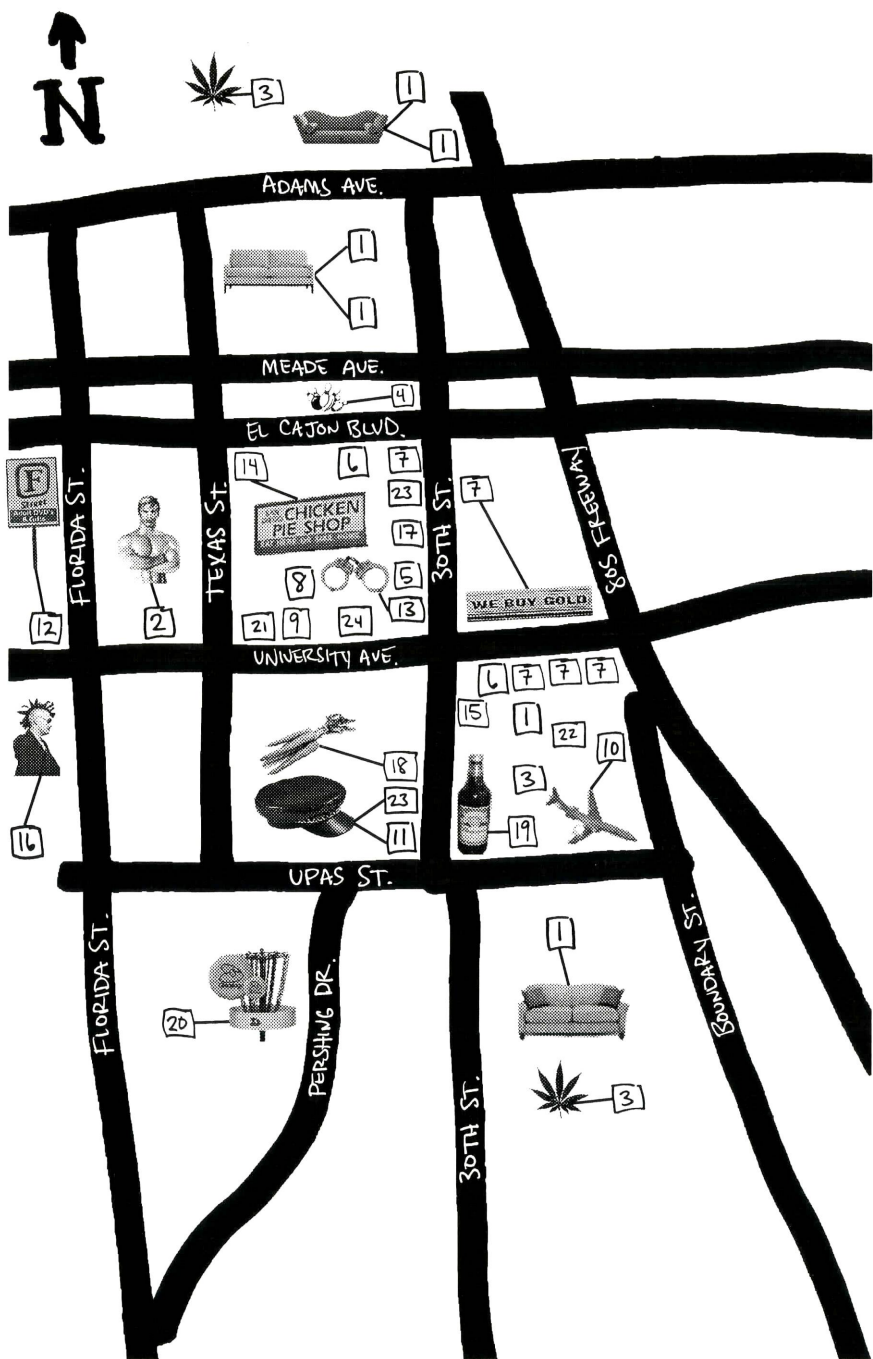 N
3
1
1
ADAMS AVE.
1
1
MEADE AVE.
4
EL CAJON BLVD.
F
STREET
Adult DVD's
& Gifts
12
FLORIDA ST.
2
TEXAS ST.
14
6
7
23
17
CHICKEN
PIE SHOP
8
5
13
21
9
24
30TH ST.
7
WE BUY GOLD
805 FREEWAY
UNIVERSITY AVE.
16
18
23
11
6
7
7
7
15
1
22
10
3
19
UPAS ST.
FLORIDA ST.
20
PERSHING DR.
30TH ST.
1
3
BOUNDARY ST.